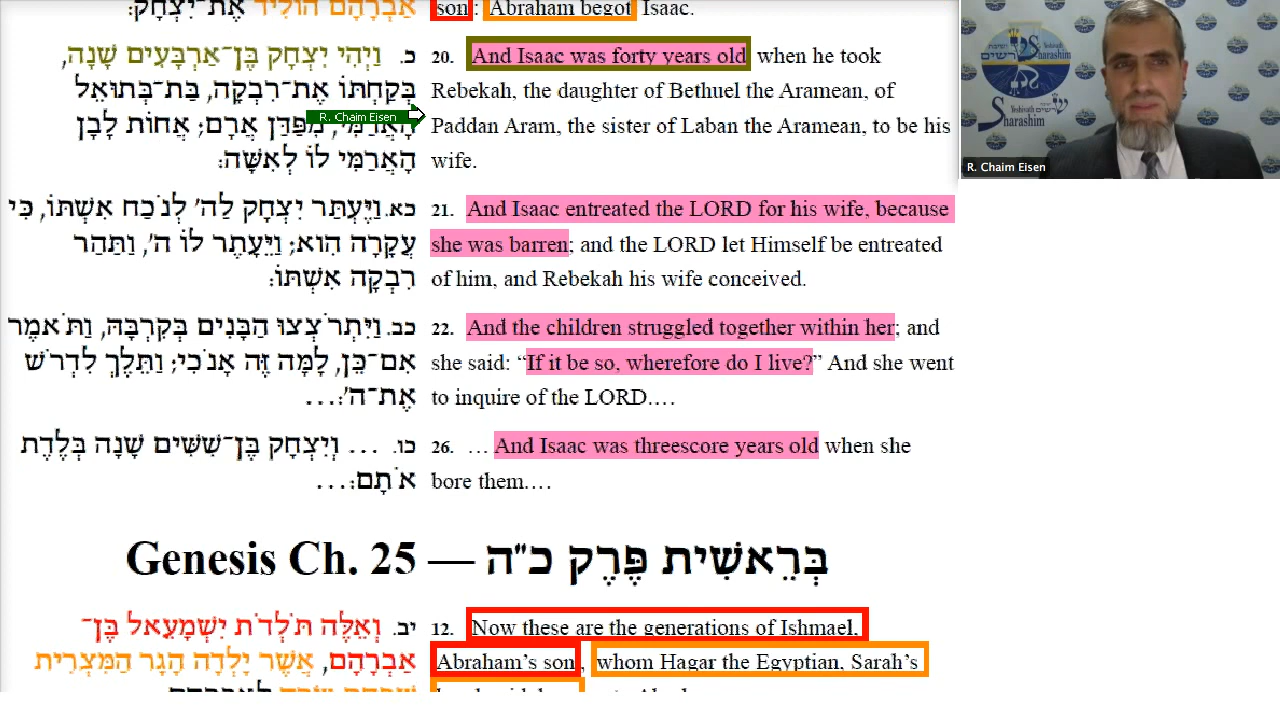 אַבְרָהָם הוֹלִיד אֶת־יִצְחָק:
son: Abraham begot Isaac.
כ. וַיְהִי יִצְחָק בֶּן־אַרְבָּעִים שָׁנָה,
בְּקַחְתּוֹ אֶת־רִבְקָה, בַּת־בְּתוּאֵל
הָאֲרַמִּי, מִפַּדַּן אֲרָם; אֲחוֹת לָבָן
הָאֲרַמִּי לוֹ לְאִשָּׁה:
20. And Isaac was forty years old when he took
Rebekah, the daughter of Bethuel the Aramean, of
Paddan Aram, the sister of Laban the Aramean, to be his
wife.
R. Chaim Eisen
כא. וַיֶּעְתַּר יִצְחָק לַה' לְנֹכַח אִשְׁתּוֹ, כִּי
עֲקָרָה הִוא; וַיֵּעָתֶר לוֹ ה', וַתַּהַר
רִבְקָה אִשְׁתּוֹ:
21. And Isaac entreated the LORD for his wife, because
she was barren; and the LORD let Himself be entreated
of him, and Rebekah his wife conceived.
כב. וַיִּתְרֹצְצוּ הַבָּנִים בְּקִרְבָּהּ, וַתֹּאמֶר
אִם־כֵּן, לָמָּה זֶּה אָנֹכִי; וַתֵּלֶךְ לִדְרֹשׁ
אֶת־ה':...
22. And the children struggled together within her; and
she said: “If it be so, wherefore do I live?” And she went
to inquire of the LORD....
כו. ... וְיִצְחָק בֶּן־שִׁשִּׁים שָׁנָה בְּלֶדֶת
אֹתָם:...
26. ... And Isaac was threescore years old when she
bore them....
Genesis Ch. 25 — בְּרֵאשִׁית פֶּרֶק כ"ה
יב. וְאֵלֶּה תֹּלְדֹת יִשְׁמָעֵאל בֶּן־
אַבְרָהָם, אֲשֶׁר יָלְדָה הָגָר הַמִּצְרִית
12. Now these are the generations of Ishmael,
Abraham’s son, whom Hagar the Egyptian, Sarah’s
Yeshivath
Sharashim
Yeshivath שרשים
Sharashim
R. Chaim Eisen